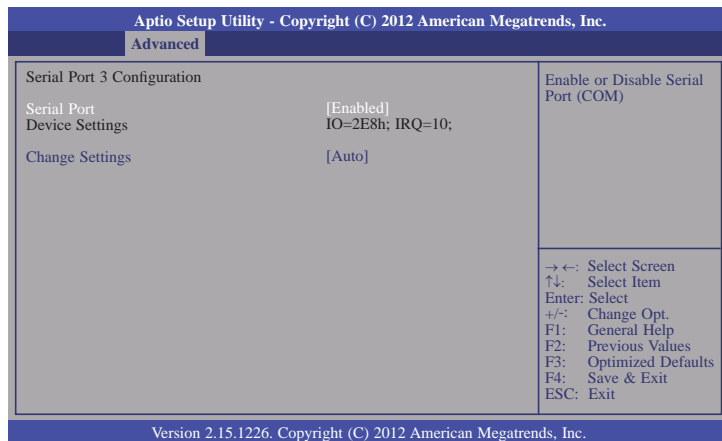 Aptio Setup Utility - Copyright (C) 2012 American Megatrends, Inc.
Advanced
Serial Port 3 Configuration
Serial Port [Enabled]
Device Settings IO=2E8h; IRQ=10;
Change Settings [Auto]
Enable or Disable Serial
Port (COM)
→←: Select Screen
↑↓: Select Item
Enter: Select
+/-: Change Opt.
F1: General Help
F2: Previous Values
F3: Optimized Defaults
F4: Save & Exit
ESC: Exit
Version 2.15.1226. Copyright (C) 2012 American Megatrends, Inc.